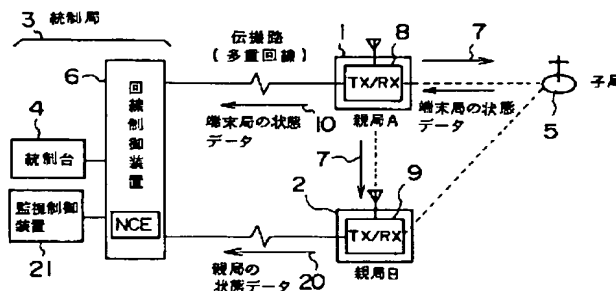 3 統制局
6
回線制御装置
NCE
4
統制台
監視制御
装置
21
伝搬路
(多重回線)
1
8
TX/RX
親局A
7
子局
5
端末局の状態
データ
10
端末局の状態
データ
7
2
9
TX/RX
親局B
親局の
状態データ
20